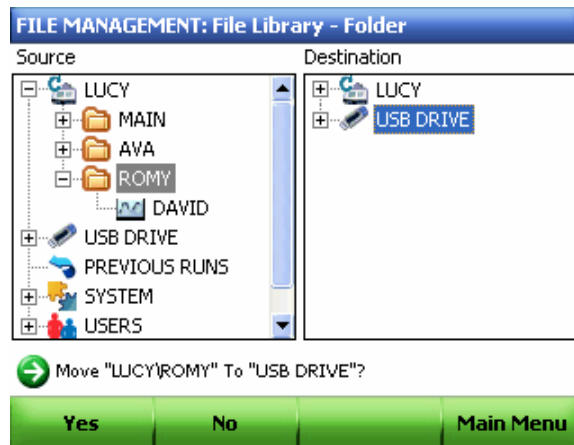 FILE MANAGEMENT: File Library - Folder
Source
LUCY
MAIN
AVA
ROMY
DAVID
USB DRIVE
PREVIOUS RUNS
SYSTEM
USERS
Destination
LUCY
USB DRIVE
Move "LUCY\ROMY" To "USB DRIVE"?
Yes No Main Menu